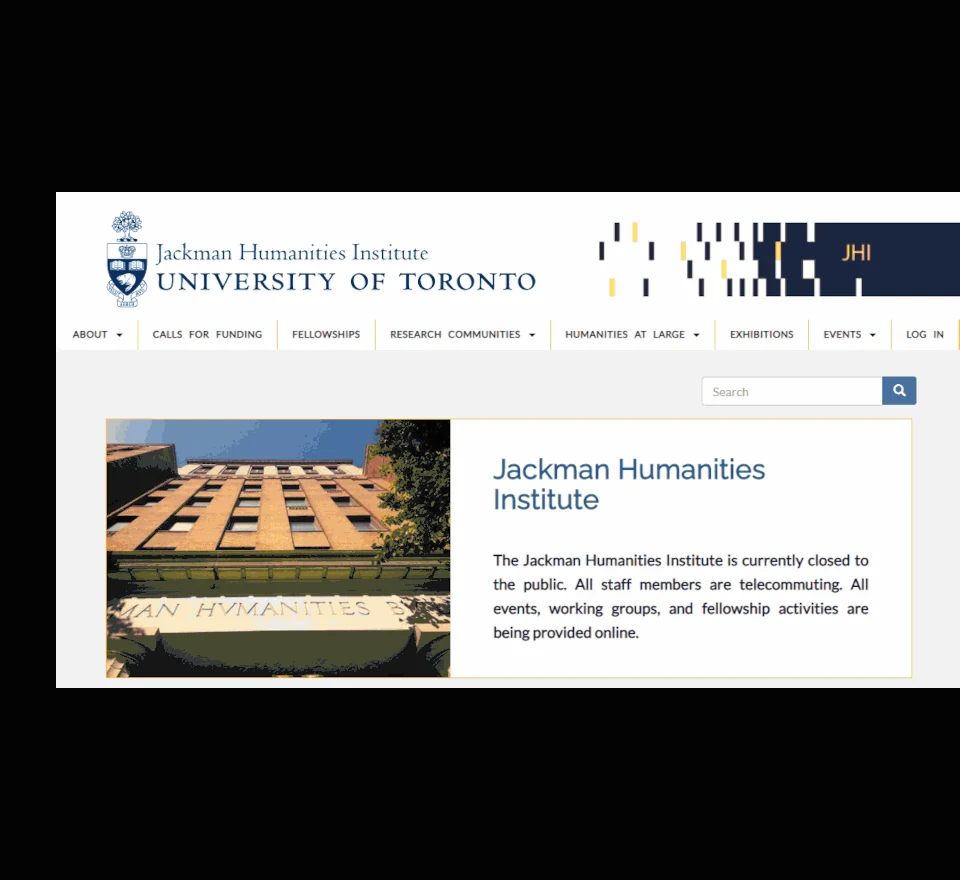 Jackman Humanities Institute
UNIVERSITY OF TORONTO
JHI
ABOUT
CALLS FOR FUNDING
FELLOWSHIPS
RESEARCH COMMUNITIES
HUMANITIES AT LARGE
EXHIBITIONS
EVENTS
LOG IN
Search
MAN HVMANITIES B
Jackman Humanities
Institute
The Jackman Humanities Institute is currently closed to
the public. All staff members are telecommuting. All
events, working groups, and fellowship activities are
being provided online.